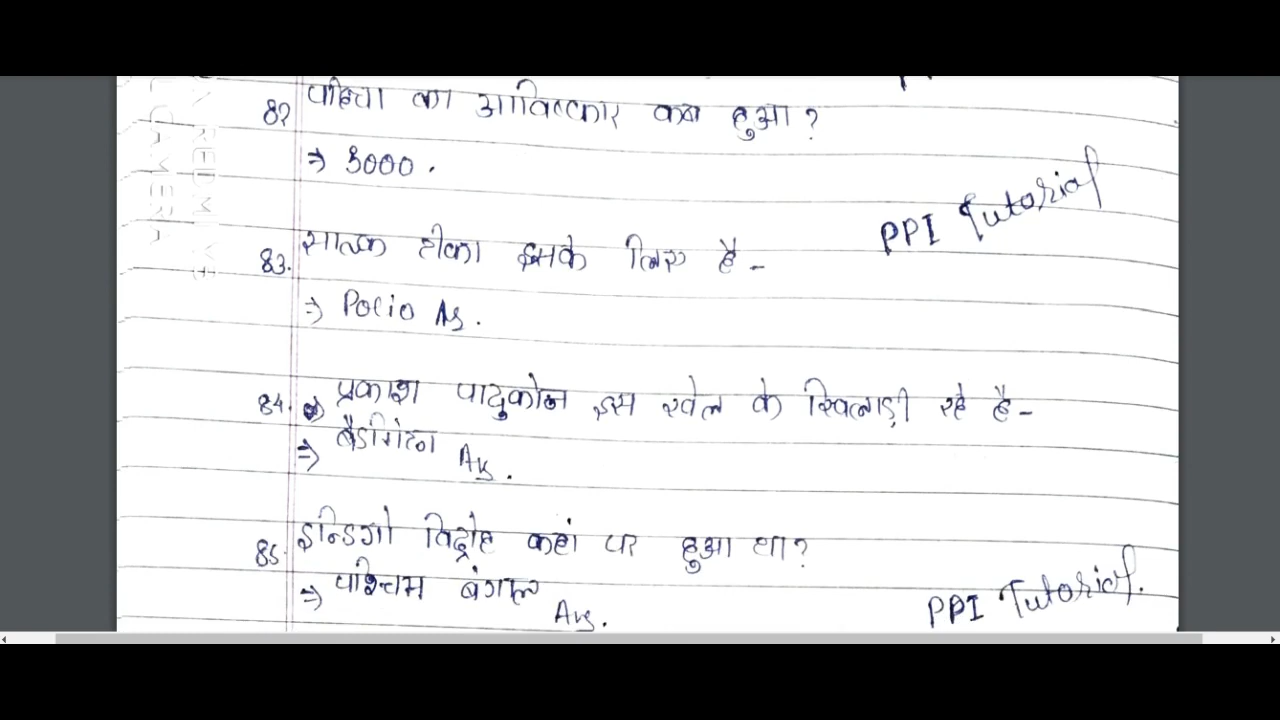 82 पहिया का आविष्कार कब हुआ?
⇒ 3000.
PPI Tutorial
83. साल्क टीका इसके लिए है -
⇒ Polio Ans.
84. प्रकाश पादुकोन इस खेल के खिलाड़ी रहे है -
⇒ बैडमिंटन Ans.
85. इन्डिगो विद्रोह कहां पर हुआ था?
⇒ पश्चिम बंगाल Ans.
PPI Tutorial.